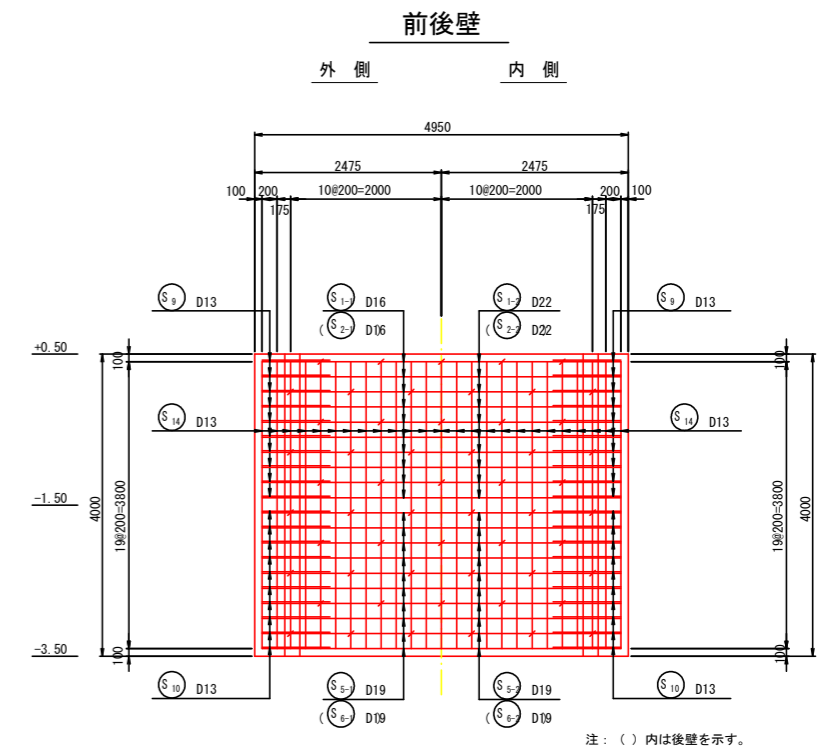 前後壁
外 側 内 側
4950
2475 2475
100 200 10@200=2000 10@200=2000 200 100
175 175
S9 D13 S1-1 D16 S1-2 D22 S9 D13
(S2-1 D16) (S2-2 D22)
+0.50
100 100
S14 D13 S14 D13
-1.50
4000 19@200=3800 19@200=3800 4000
-3.50
100 100
S10 D13 S5-1 D19 S5-2 D19 S10 D13
(S6-1 D19) (S6-2 D19)
注：（ ）内は後壁を示す。